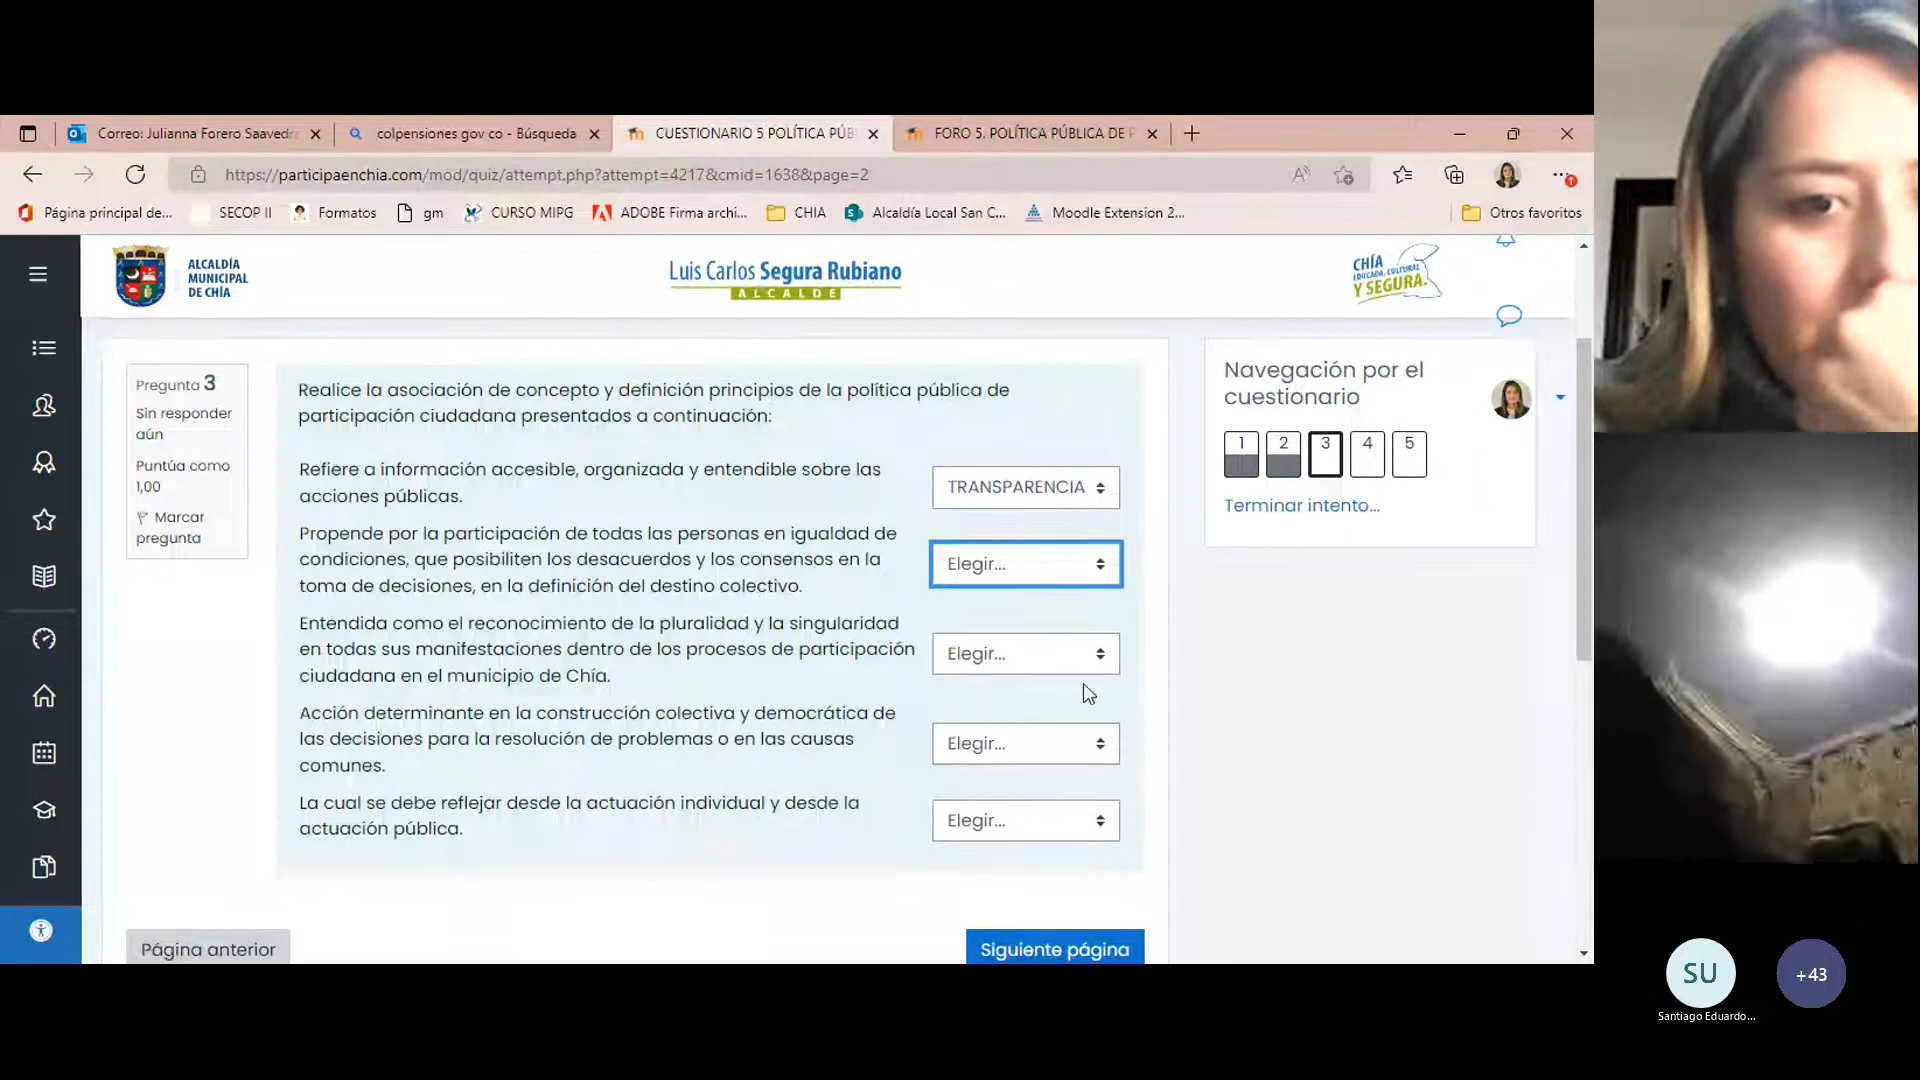 Correo: Julianna Forero Saavedra
colpensiones gov co - Búsqueda
CUESTIONARIO 5 POLÍTICA PÚB
FORO 5. POLÍTICA PÚBLICA DE P
https://participaenchia.com/mod/quiz/attempt.php?attempt=4217&cmid=1638&page=2
Página principal de...
SECOP II
Formatos
gm
CURSO MIPG
ADOBE Firma archi...
CHIA
Alcaldía Local San C...
Moodle Extension 2...
Otros favoritos
ALCALDÍA
MUNICIPAL
DE CHÍA
Luis Carlos Segura Rubiano
ALCALDE
CHÍA
EDUCADA, CULTURAL
Y SEGURA.
Pregunta 3
Sin responder
aún
Puntúa como
1,00
Marcar
pregunta
Realice la asociación de concepto y definición principios de la política pública de
participación ciudadana presentados a continuación:
Refiere a información accesible, organizada y entendible sobre las
acciones públicas.
TRANSPARENCIA
Propende por la participación de todas las personas en igualdad de
condiciones, que posibiliten los desacuerdos y los consensos en la
toma de decisiones, en la definición del destino colectivo.
Elegir...
Entendida como el reconocimiento de la pluralidad y la singularidad
en todas sus manifestaciones dentro de los procesos de participación
ciudadana en el municipio de Chía.
Elegir...
Acción determinante en la construcción colectiva y democrática de
las decisiones para la resolución de problemas o en las causas
comunes.
Elegir...
La cual se debe reflejar desde la actuación individual y desde la
actuación pública.
Elegir...
Página anterior
Siguiente página
Navegación por el
cuestionario
1 2 3 4 5
Terminar intento...
SU
+43
Santiago Eduardo...